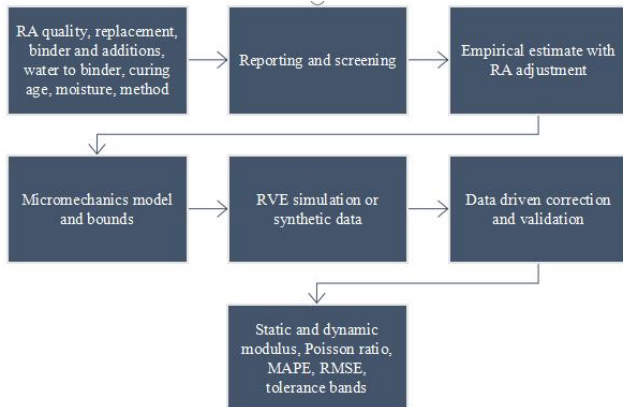 RA quality, replacement,
binder and additions,
water to binder, curing
age, moisture, method
Reporting and screening
Empirical estimate with
RA adjustment
Micromechanics model
and bounds
RVE simulation or
synthetic data
Data driven correction
and validation
Static and dynamic
modulus, Poisson ratio,
MAPE, RMSE,
tolerance bands